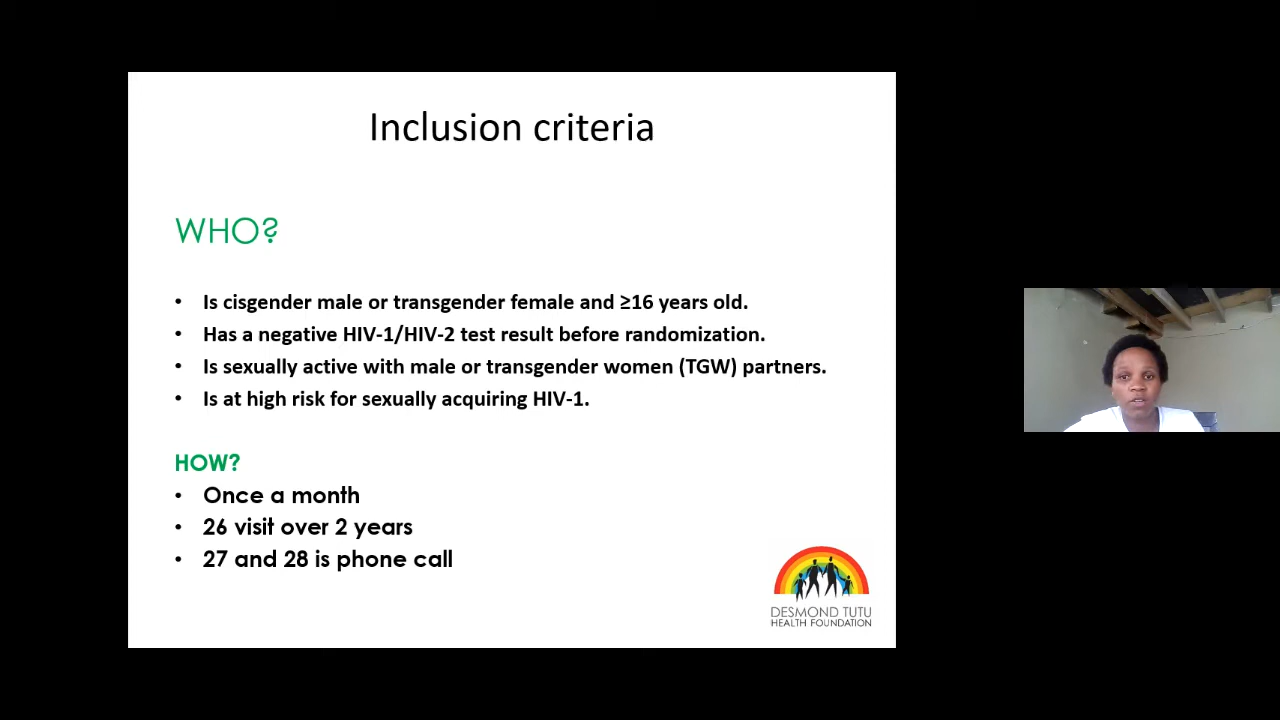 Inclusion criteria
WHO?
• Is cisgender male or transgender female and ≥16 years old.
• Has a negative HIV-1/HIV-2 test result before randomization.
• Is sexually active with male or transgender women (TGW) partners.
• Is at high risk for sexually acquiring HIV-1.
HOW?
• Once a month
• 26 visit over 2 years
• 27 and 28 is phone call
DESMOND TUTU
HEALTH FOUNDATION